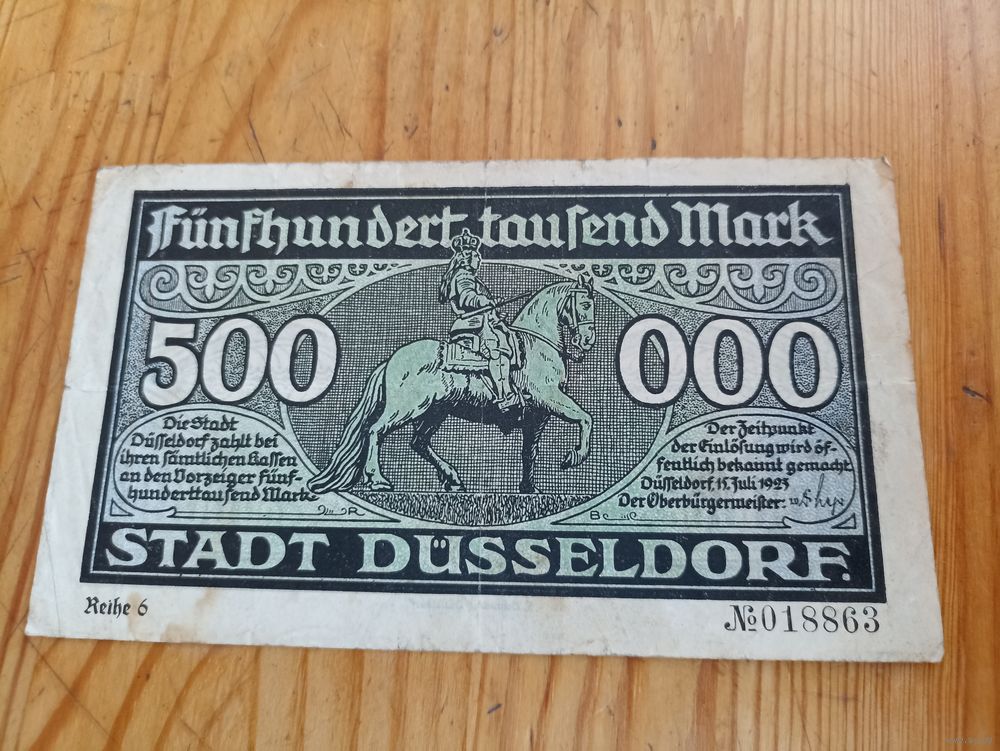 Fünfhundert tausend Mark
500 000
Die Stadt
Düsseldorf zahlt bei
ihren sämtlichen Kassen
an den Vorzeiger fünf-
hunderttausend Mark
Der Zeitpunkt
der Einlösung wird öf-
fentlich bekannt gemacht
Düsseldorf, 15. Juli 1923
Der Oberbürgermeister:
STADT DÜSSELDORF.
Reihe 6
№018863